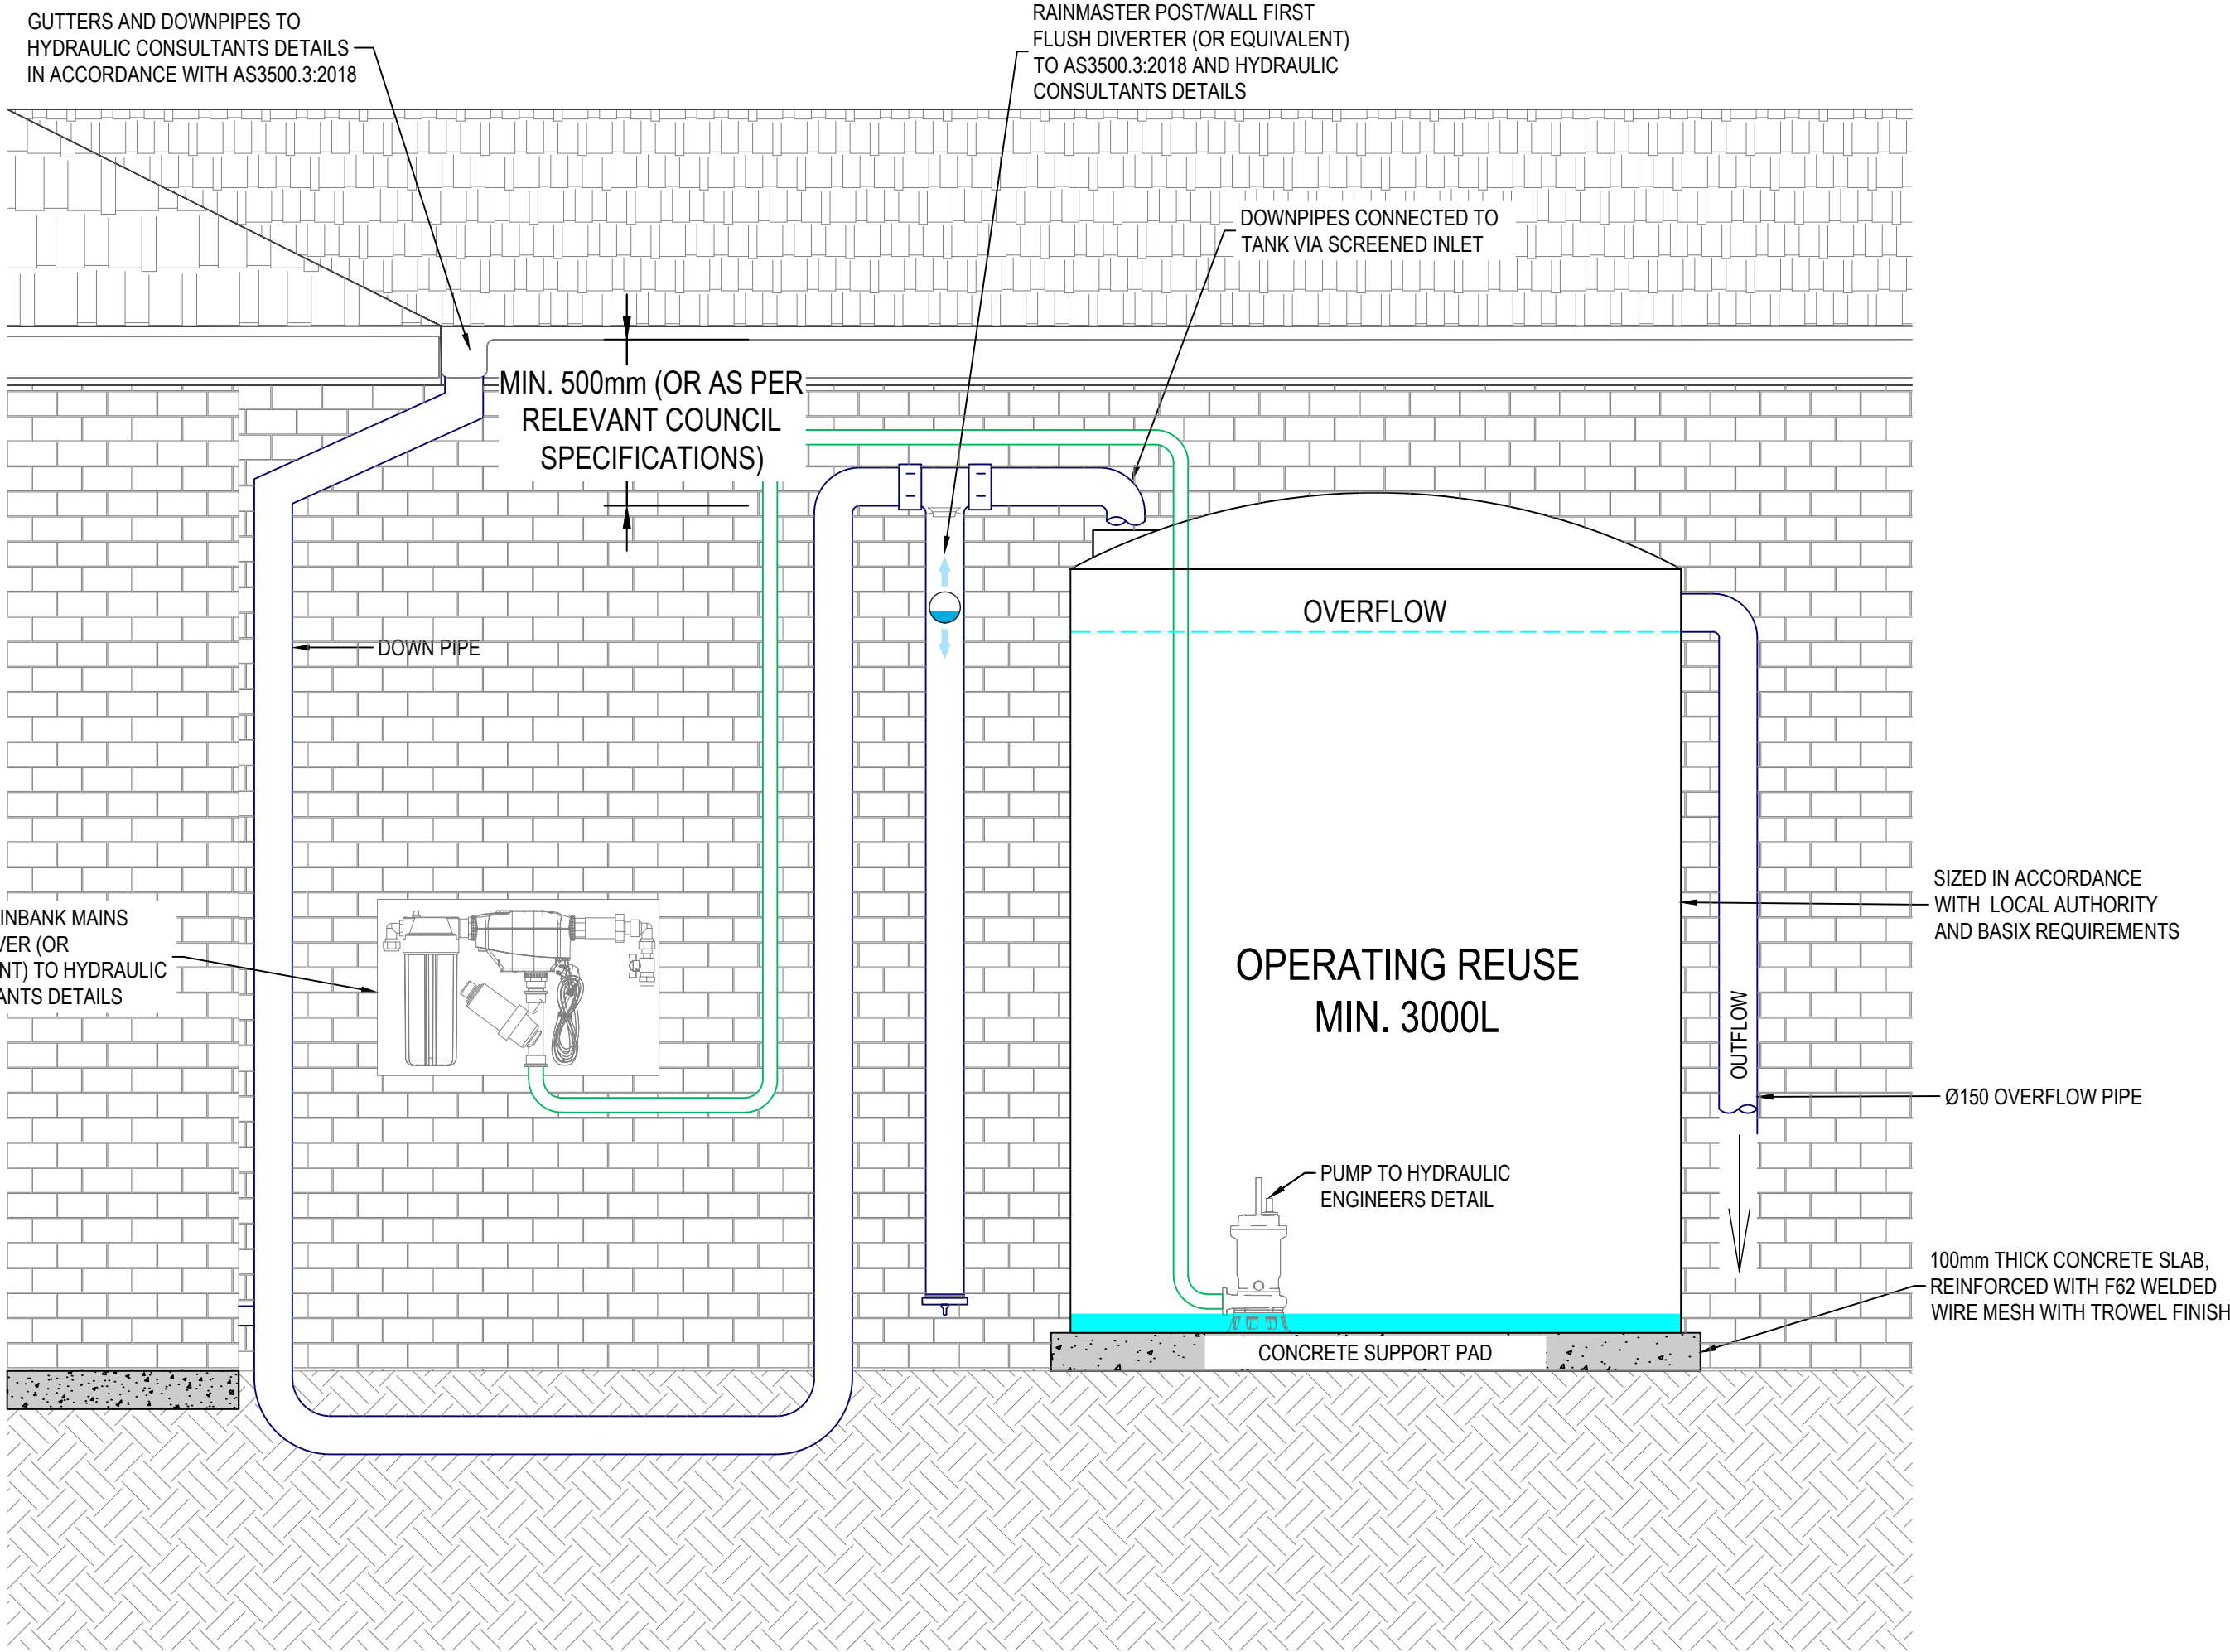 GUTTERS AND DOWNPIPES TO
HYDRAULIC CONSULTANTS DETAILS
IN ACCORDANCE WITH AS3500.3:2018
RAINMASTER POST/WALL FIRST
FLUSH DIVERTER (OR EQUIVALENT)
TO AS3500.3:2018 AND HYDRAULIC
CONSULTANTS DETAILS
DOWNPIPES CONNECTED TO
TANK VIA SCREENED INLET
MIN. 500mm (OR AS PER
RELEVANT COUNCIL
SPECIFICATIONS)
OVERFLOW
DOWN PIPE
SIZED IN ACCORDANCE
WITH LOCAL AUTHORITY
AND BASIX REQUIREMENTS
INBANK MAINS
VER (OR
NT) TO HYDRAULIC
ANTS DETAILS
OPERATING REUSE
MIN. 3000L
OUTFLOW
Ø150 OVERFLOW PIPE
PUMP TO HYDRAULIC
ENGINEERS DETAIL
100mm THICK CONCRETE SLAB,
REINFORCED WITH F62 WELDED
WIRE MESH WITH TROWEL FINISH
CONCRETE SUPPORT PAD